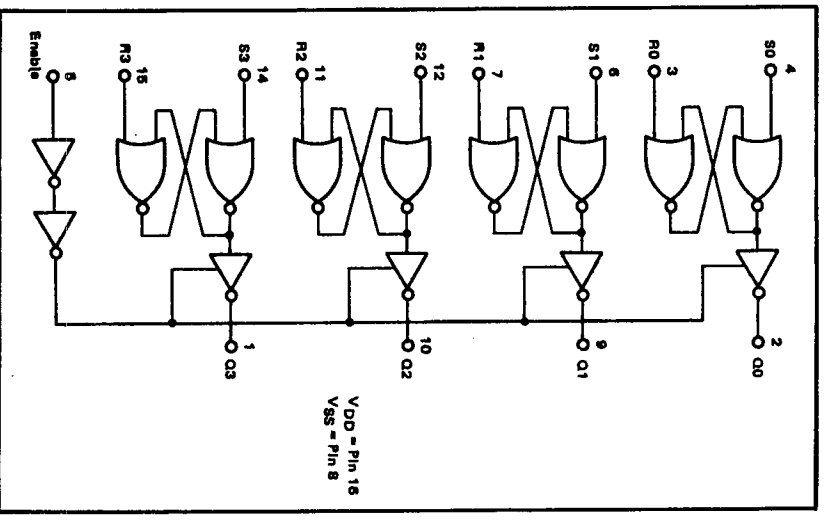 4
S0
3
R0
2
Q0
6
S1
7
R1
9
Q1
12
S2
11
R2
10
Q2
14
S3
15
R3
1
Q3
5
Enable
VDD = Pin 16
VSS = Pin 8